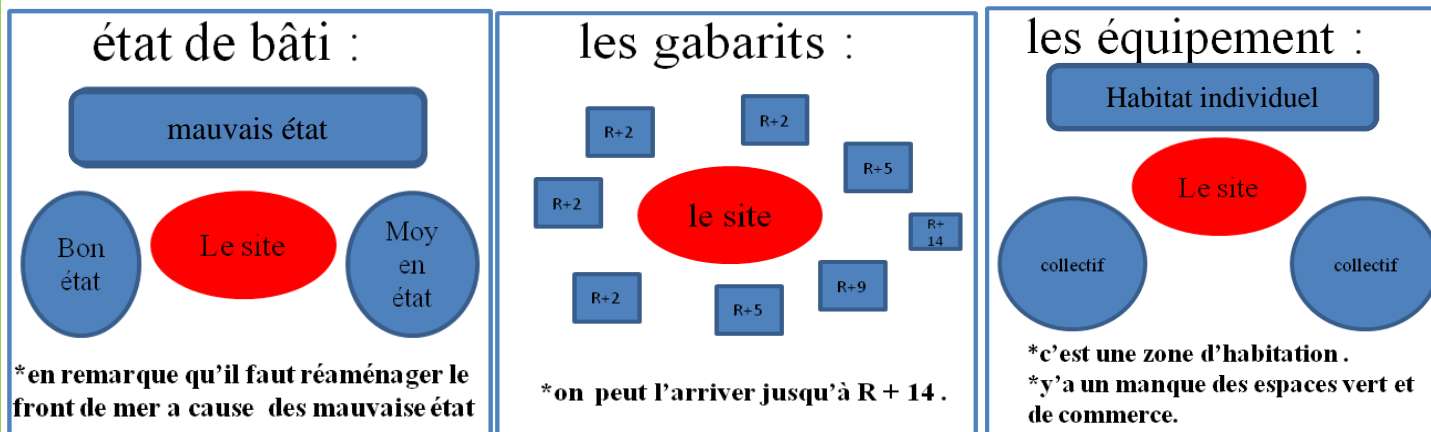 état de bâti :
mauvais état
Bon
état
Le site
Moy
en
état
*en remarque qu’il faut réaménager le
front de mer a cause des mauvaise état
les gabarits :
R+2
R+2
R+5
R+2
le site
R+
14
R+2
R+5
R+9
*on peut l’arriver jusqu’à R + 14 .
les équipement :
Habitat individuel
Le site
collectif
collectif
*c’est une zone d’habitation .
*y’a un manque des espaces vert et
de commerce.